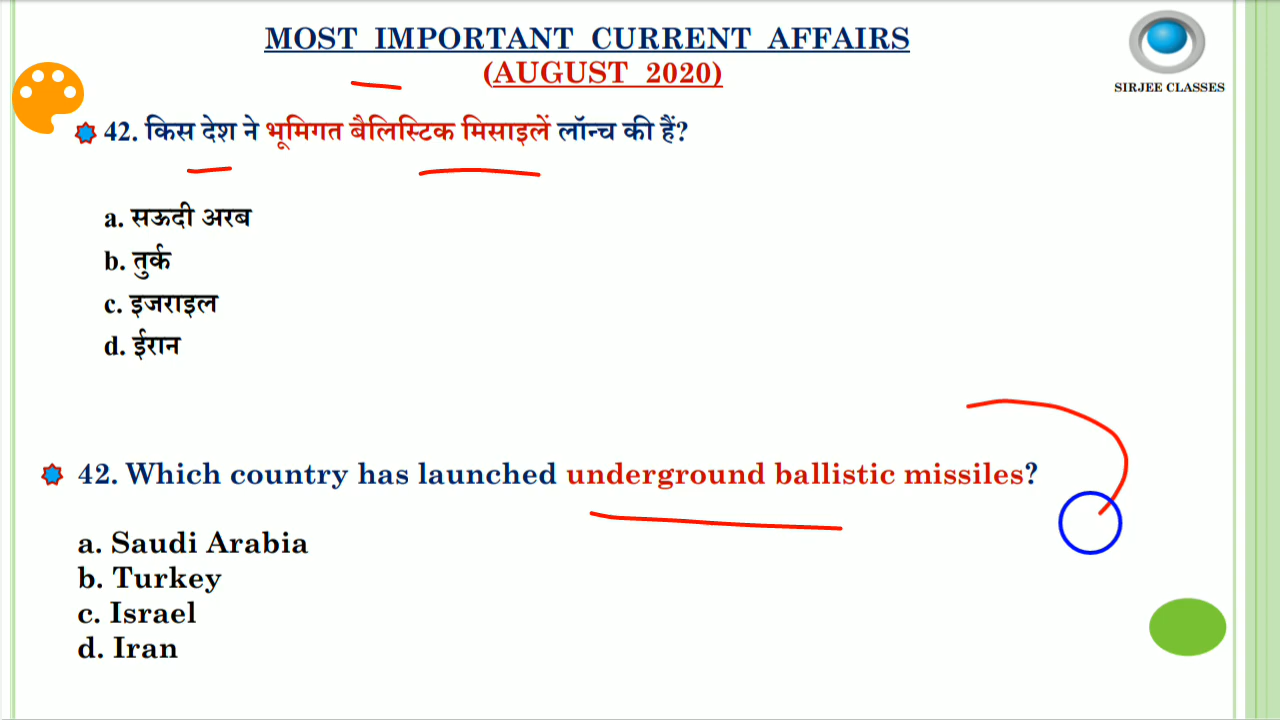 MOST IMPORTANT CURRENT AFFAIRS
(AUGUST 2020)
SIRJEE CLASSES
42. किस देश ने भूमिगत बैलिस्टिक मिसाइलें लॉन्च की हैं?
a. सऊदी अरब
b. तुर्क
c. इजराइल
d. ईरान
42. Which country has launched underground ballistic missiles?
a. Saudi Arabia
b. Turkey
c. Israel
d. Iran